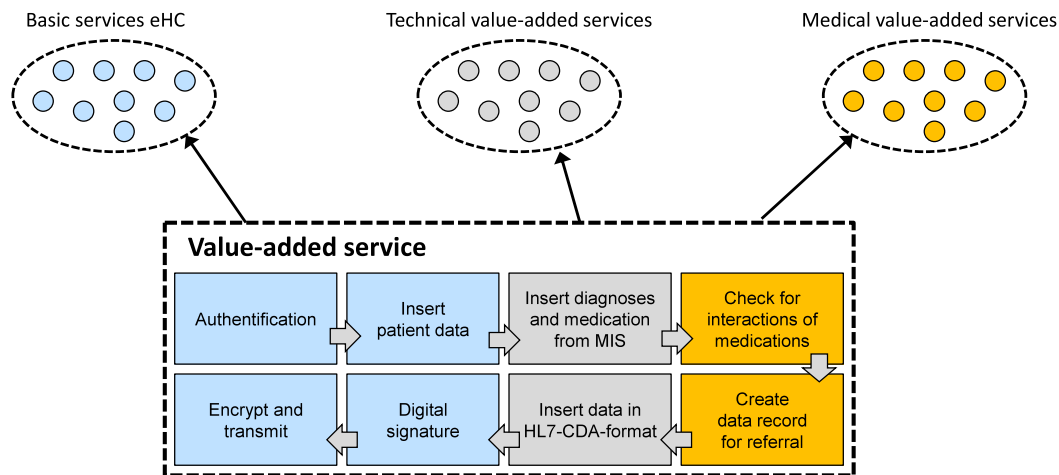 Basic services eHC
Technical value-added services
Medical value-added services
Value-added service
Authentification
Insert
patient data
Insert diagnoses
and medication
from MIS
Check for
interactions of
medications
Encrypt and
transmit
Digital
signature
Insert data in
HL7-CDA-format
Create
data record
for referral